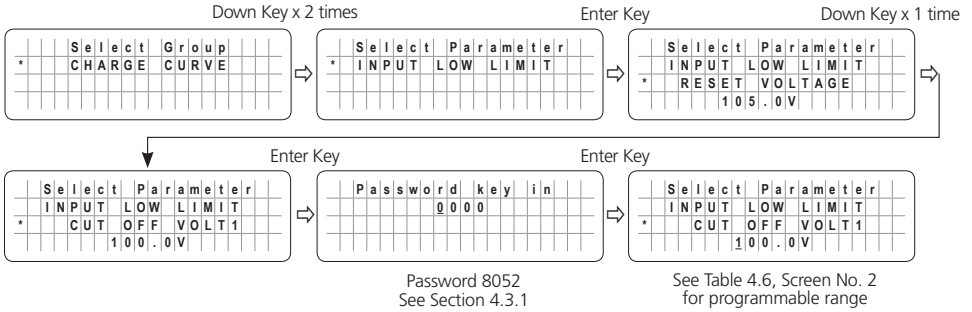 Down Key x 2 times
Enter Key
Down Key x 1 time
Select Group
* CHARGE CURVE
Select Parameter
* INPUT LOW LIMIT
Select Parameter
INPUT LOW LIMIT
* RESET VOLTAGE
105.0V
Enter Key
Enter Key
Select Parameter
INPUT LOW LIMIT
* CUT OFF VOLT1
100.0V
Password key in
0000
Select Parameter
INPUT LOW LIMIT
* CUT OFF VOLT1
100.0V
Password 8052
See Section 4.3.1
See Table 4.6, Screen No. 2
for programmable range